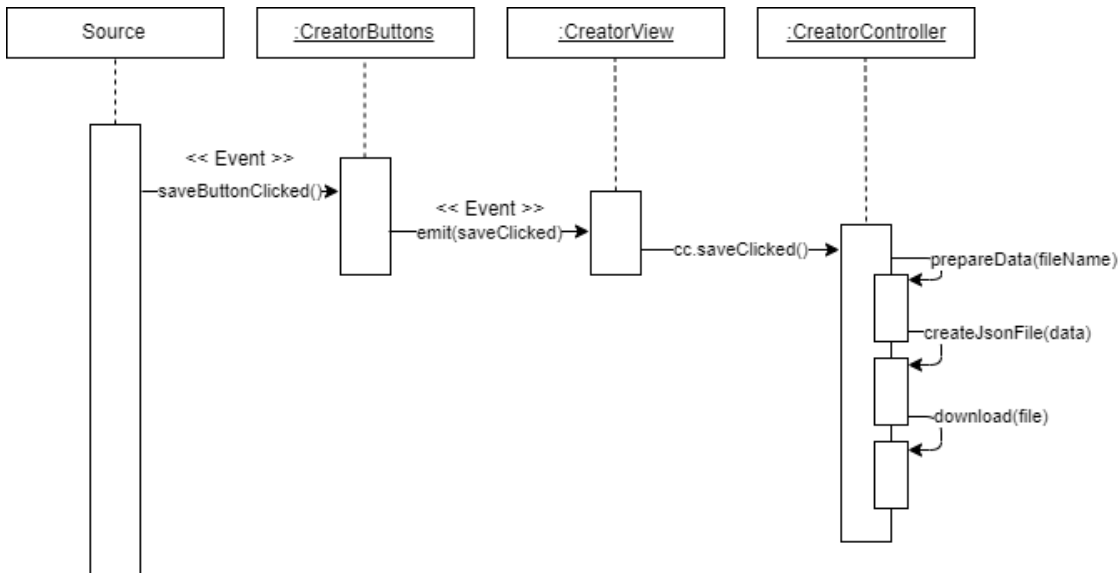 Source
:CreatorButtons
:CreatorView
:CreatorController
<< Event >>
saveButtonClicked()
<< Event >>
emit(saveClicked)
cc.saveClicked()
prepareData(fileName)
createJsonFile(data)
download(file)